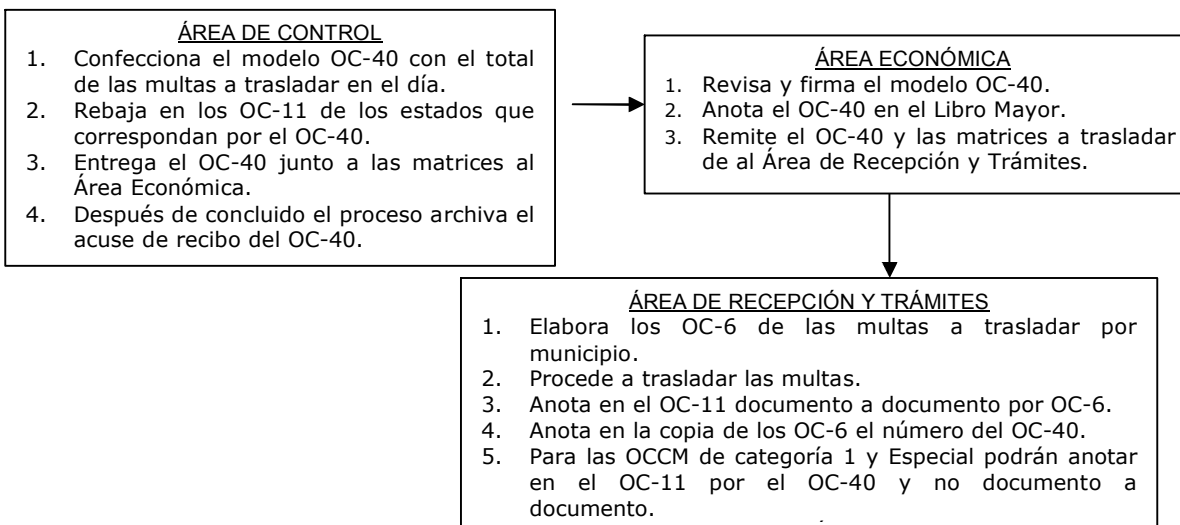 ÁREA DE CONTROL
1. Confecciona el modelo OC-40 con el total
de las multas a trasladar en el día.
2. Rebaja en los OC-11 de los estados que
correspondan por el OC-40.
3. Entrega el OC-40 junto a las matrices al
Área Económica.
4. Después de concluido el proceso archiva el
acuse de recibo del OC-40.
ÁREA ECONÓMICA
1. Revisa y firma el modelo OC-40.
2. Anota el OC-40 en el Libro Mayor.
3. Remite el OC-40 y las matrices a trasladar
de al Área de Recepción y Trámites.
ÁREA DE RECEPCIÓN Y TRÁMITES
1. Elabora los OC-6 de las multas a trasladar por
municipio.
2. Procede a trasladar las multas.
3. Anota en el OC-11 documento a documento por OC-6.
4. Anota en la copia de los OC-6 el número del OC-40.
5. Para las OCCM de categoría 1 y Especial podrán anotar
en el OC-11 por el OC-40 y no documento a
documento.